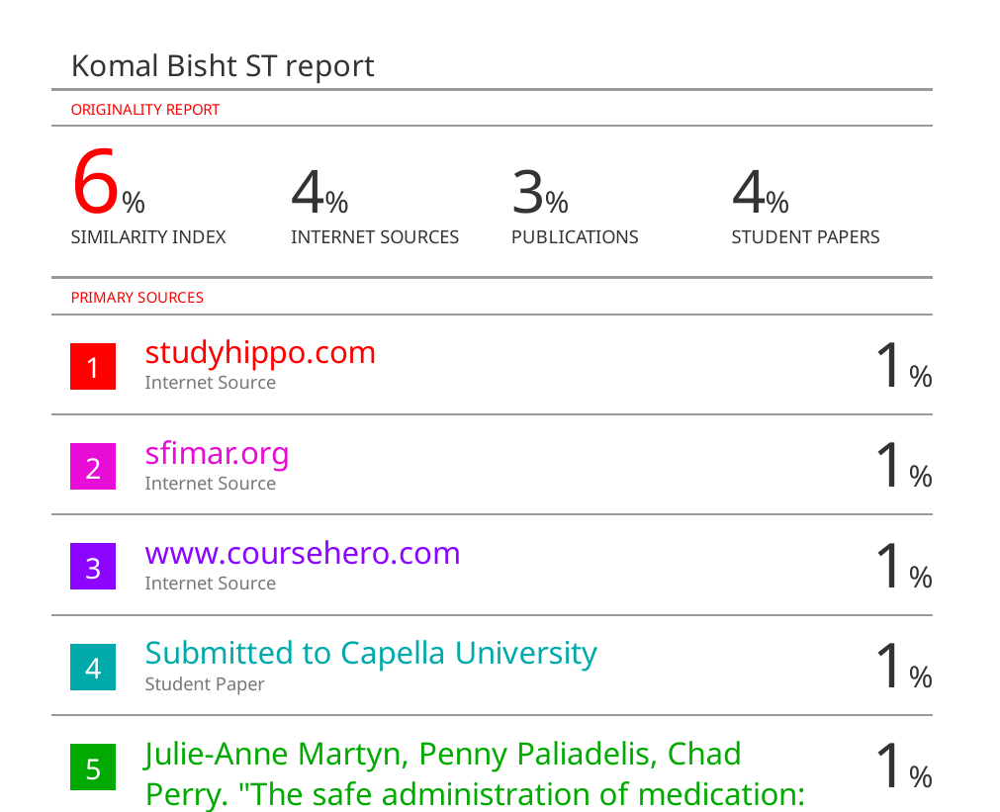 Komal Bisht ST report
ORIGINALITY REPORT
6% 4% 3% 4%
SIMILARITY INDEX INTERNET SOURCES PUBLICATIONS STUDENT PAPERS
PRIMARY SOURCES
1 studyhippo.com 1%
Internet Source
2 sfimar.org 1%
Internet Source
3 www.coursehero.com 1%
Internet Source
4 Submitted to Capella University 1%
Student Paper
5 Julie-Anne Martyn, Penny Paliadelis, Chad 1%
Perry. "The safe administration of medication: